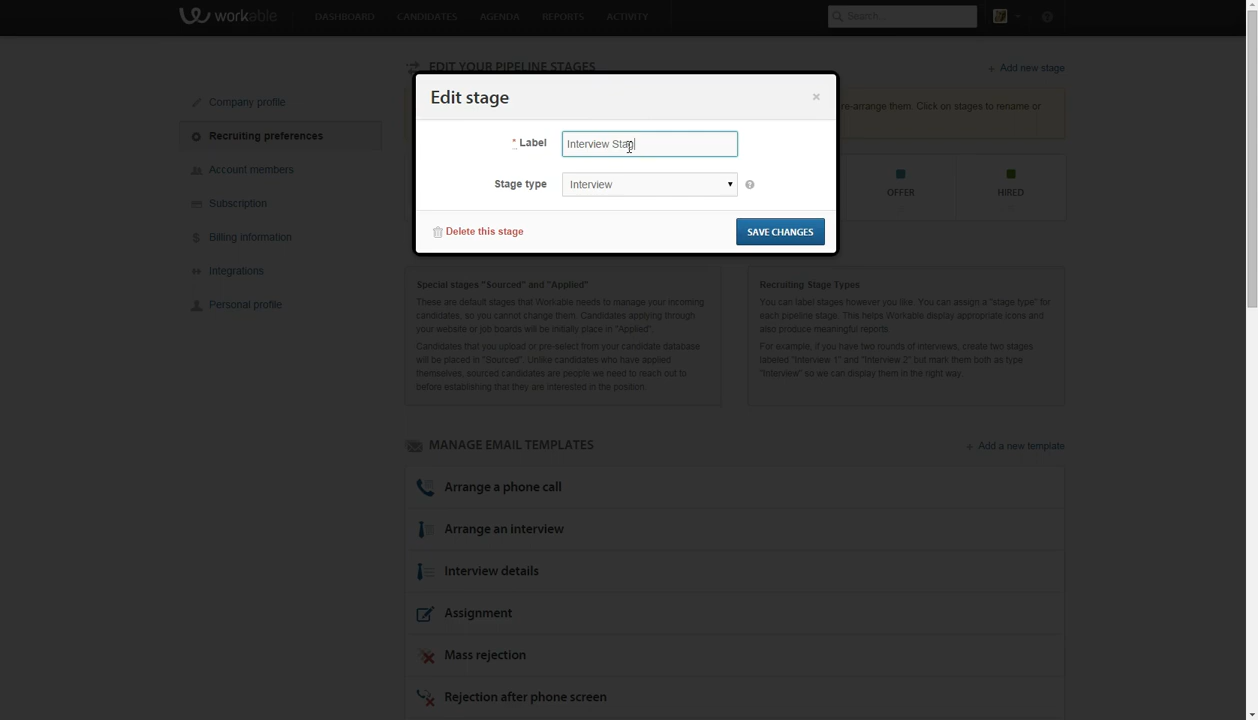 workable
DASHBOARD
CANDIDATES
AGENDA
REPORTS
ACTIVITY
Search...
EDIT YOUR PIPELINE STAGES
+ Add new stage
re-arrange them. Click on stages to rename or
Edit stage
×
* Label
Interview Stag
Stage type
Interview
Delete this stage
SAVE CHANGES
OFFER
HIRED
Company profile
Recruiting preferences
Account members
Subscription
Billing information
Integrations
Personal profile
Special stages "Sourced" and "Applied"
These are default stages that Workable needs to manage your incoming
candidates, so you cannot change them. Candidates applying through
your website or job boards will be initially place in "Applied".
Candidates that you upload or pre-select from your candidate database
will be placed in "Sourced". Unlike candidates who have applied
themselves, sourced candidates are people we need to reach out to
before establishing that they are interested in the position
Recruiting Stage Types
You can label stages however you like. You can assign a "stage type" for
each pipeline stage. This helps Workable display appropriate icons and
also produce meaningful reports
For example, if you have two rounds of interviews, create two stages
labeled "Interview 1" and "Interview 2" but mark them both as type
"Interview" so we can display them in the right way
MANAGE EMAIL TEMPLATES
+ Add a new template
Arrange a phone call
Arrange an interview
Interview details
Assignment
Mass rejection
Rejection after phone screen